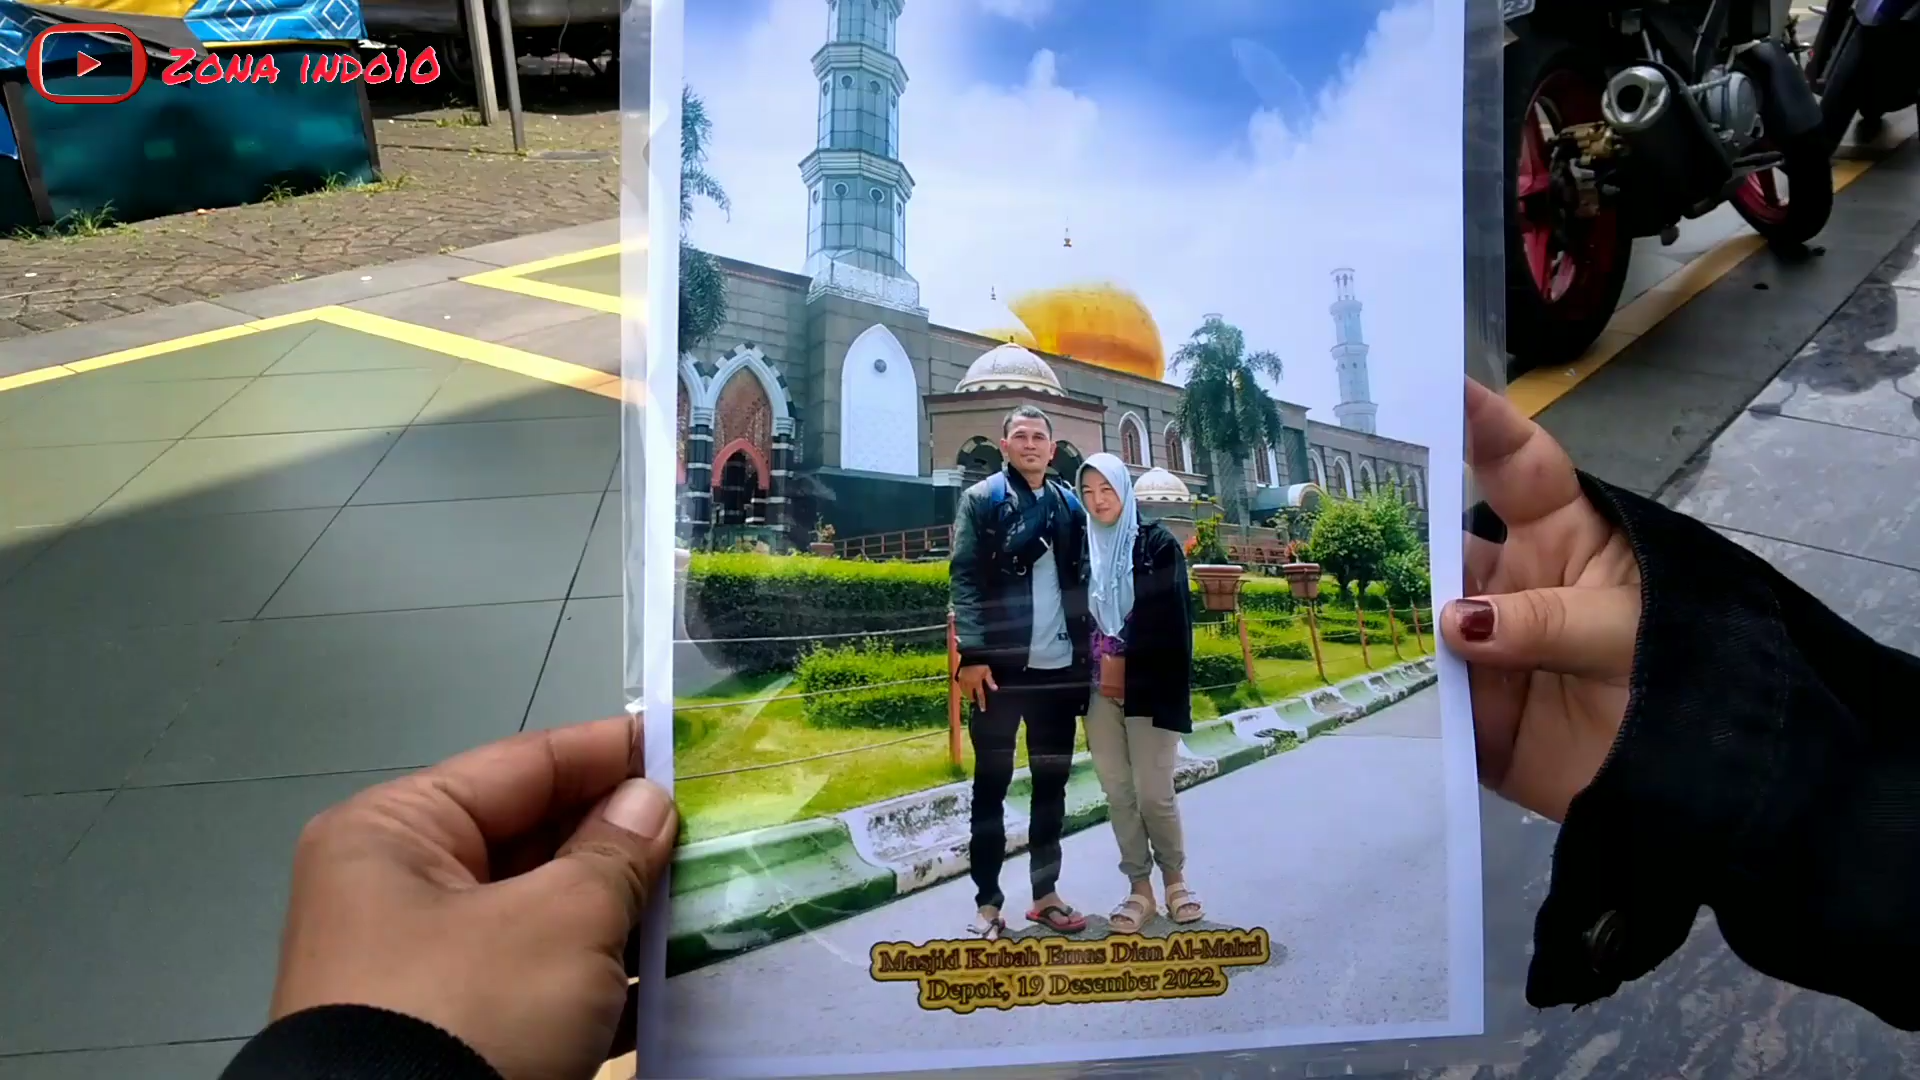 Zona indo10
Masjid Kubah Emas Dian Al-Mahri
Depok, 19 Desember 2022.